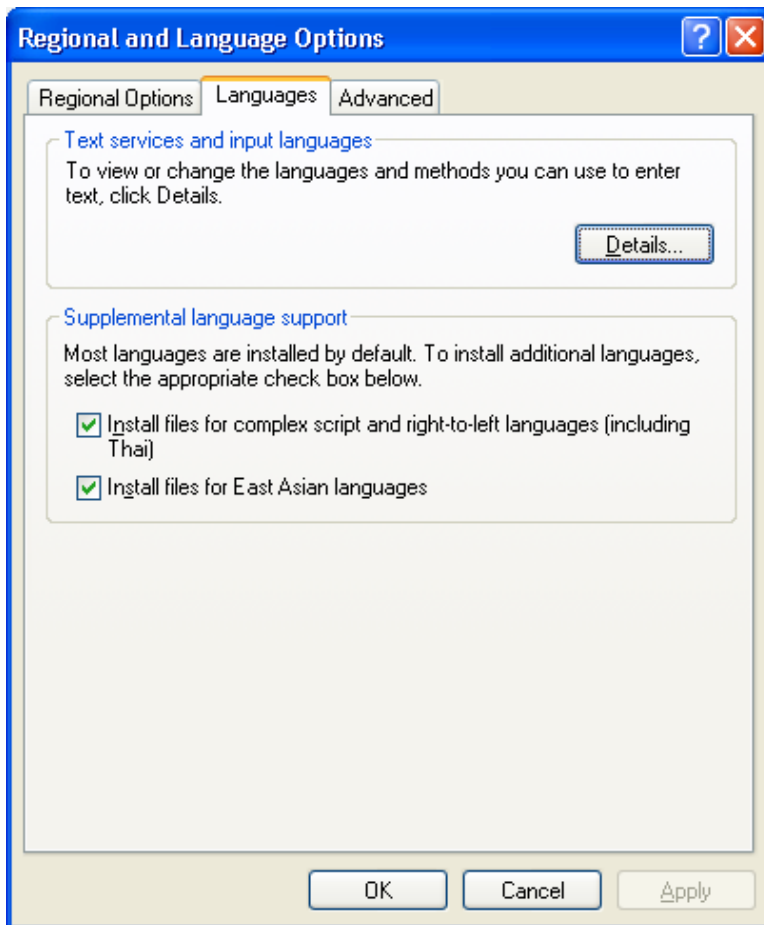 Regional and Language Options
Regional Options Languages Advanced
Text services and input languages
To view or change the languages and methods you can use to enter
text, click Details.
Details...
Supplemental language support
Most languages are installed by default. To install additional languages,
select the appropriate check box below.
Install files for complex script and right-to-left languages (including
Thai)
Install files for East Asian languages
OK Cancel Apply